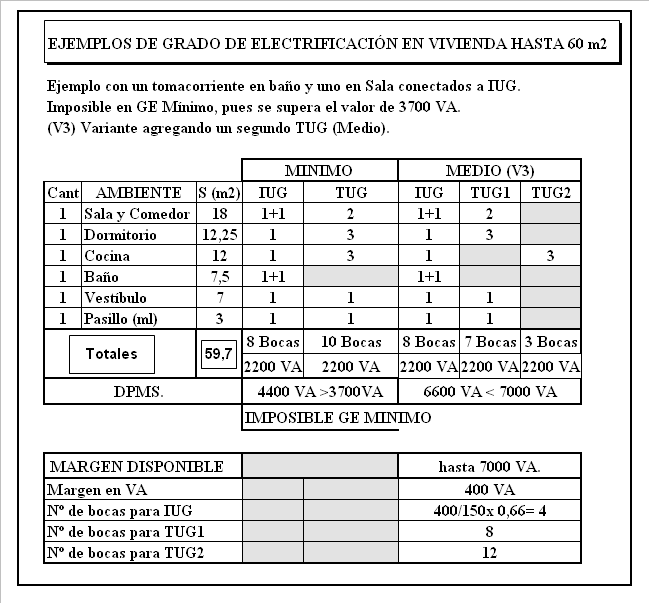 EJEMPLOS DE GRADO DE ELECTRIFICACIÓN EN VIVIENDA HASTA 60 m2
Ejemplo con un tomacorriente en baño y uno en Sala conectados a IUG.
Imposible en GE Mínimo, pues se supera el valor de 3700 VA.
(V3) Variante agregando un segundo TUG (Medio).
MINIMO MEDIO (V3)
Cant AMBIENTE S (m2) IUG TUG IUG TUG1 TUG2
1 Sala y Comedor 18 1+1 2 1+1 2
1 Dormitorio 12,25 1 3 1 3
1 Cocina 12 1 3 1 3
1 Baño 7,5 1+1 1+1
1 Vestíbulo 7 1 1 1 1
1 Pasillo (ml) 3 1 1 1 1
Totales 59,7 8 Bocas 10 Bocas 8 Bocas 7 Bocas 3 Bocas
2200 VA 2200 VA 2200 VA 2200 VA 2200 VA
DPMS. 4400 VA >3700VA 6600 VA < 7000 VA
IMPOSIBLE GE MINIMO
MARGEN DISPONIBLE hasta 7000 VA.
Margen en VA 400 VA
Nº de bocas para IUG 400/150x 0,66= 4
Nº de bocas para TUG1 8
Nº de bocas para TUG2 12